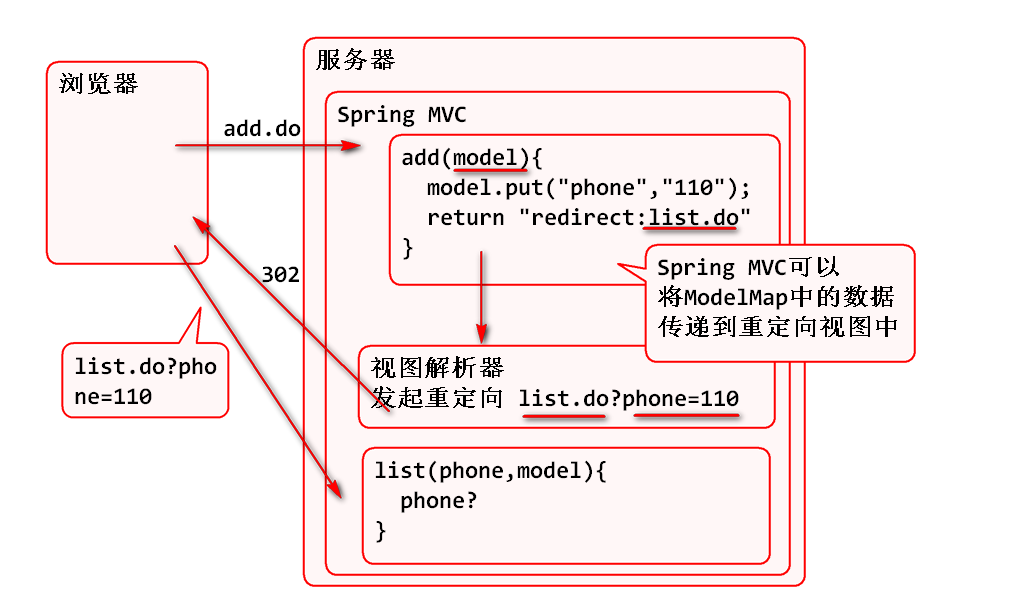 服务器
浏览器
Spring MVC
add.do
add(model){
model.put("phone","110");
return "redirect:list.do"
}
302
Spring MVC可以
将ModelMap中的数据
传递到重定向视图中
list.do?pho
ne=110
视图解析器
发起重定向 list.do?phone=110
list(phone,model){
phone?
}